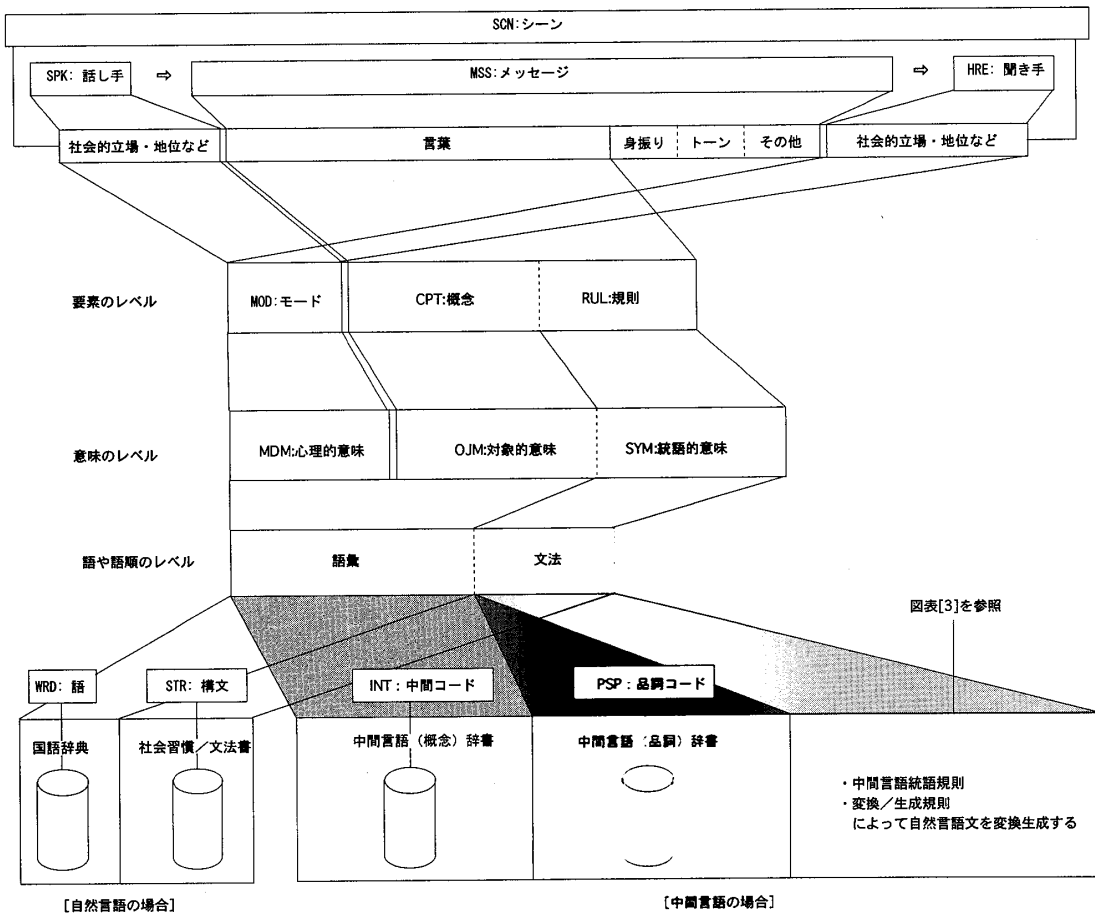 SCN:シーン
SPK: 話し手
⇨
MSS:メッセージ
⇨
HRE: 聞き手
社会的立場・地位など
言葉
身振り
トーン
その他
社会的立場・地位など
要素のレベル
MOD:モード
CPT:概念
RUL:規則
意味のレベル
MDM:心理的意味
OJM:対象的意味
SYM:統語的意味
語や語順のレベル
語彙
文法
図表[3]を参照
WRD: 語
STR: 構文
INT : 中間コード
PSP : 品詞コード
国語辞典
社会習慣／文法書
中間言語（概念）辞書
中間言語（品詞）辞書
・中間言語統語規則
・変換／生成規則
によって自然言語文を変換生成する
[自然言語の場合]
[中間言語の場合]